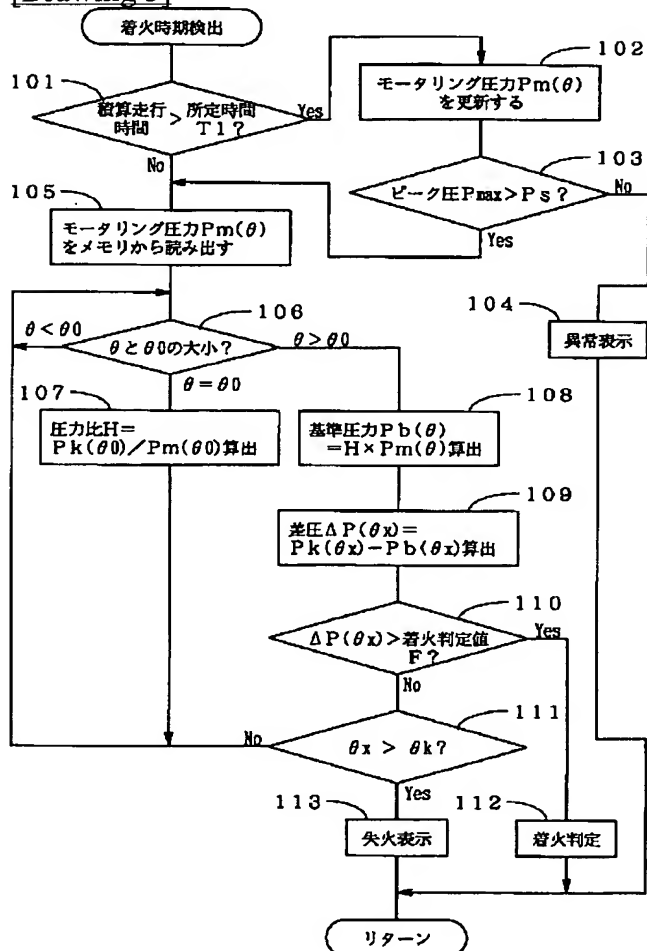 着火時期検出
101
積算走行 > 所定時間
時間 T1?
Yes
No
102
モータリング圧力Pm(θ)
を更新する
103
ピーク圧Pmax>Ps?
No
Yes
105
モータリング圧力Pm(θ)
をメモリから読み出す
104
異常表示
106
θとθ0の大小?
θ<θ0
θ>θ0
θ=θ0
107
圧力比H=
Pk(θ0)/Pm(θ0)算出
108
基準圧力Pb(θ)
=H×Pm(θ)算出
109
差圧ΔP(θx)=
Pk(θx)-Pb(θx)算出
110
ΔP(θx)>着火判定値
F?
Yes
No
111
θx > θk?
No
Yes
113
失火表示
112
着火判定
リターン